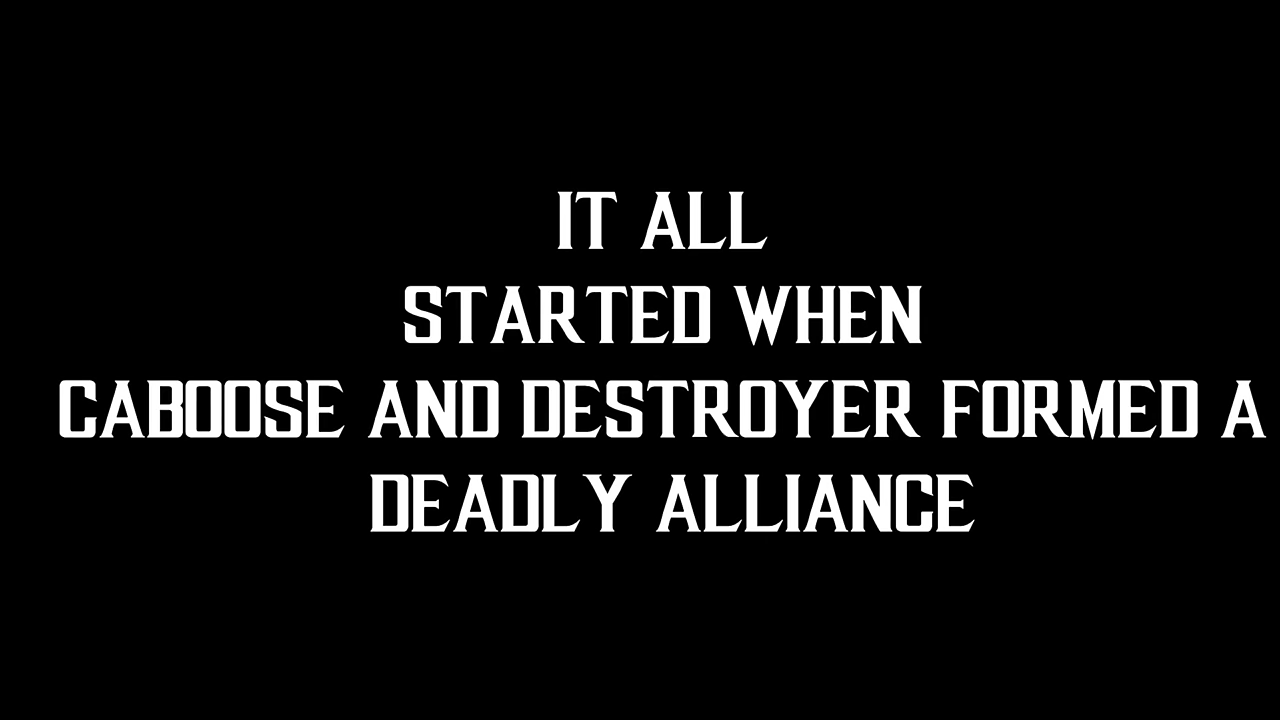 IT ALL
STARTED WHEN
CABOOSE AND DESTROYER FORMED A
DEADLY ALLIANCE